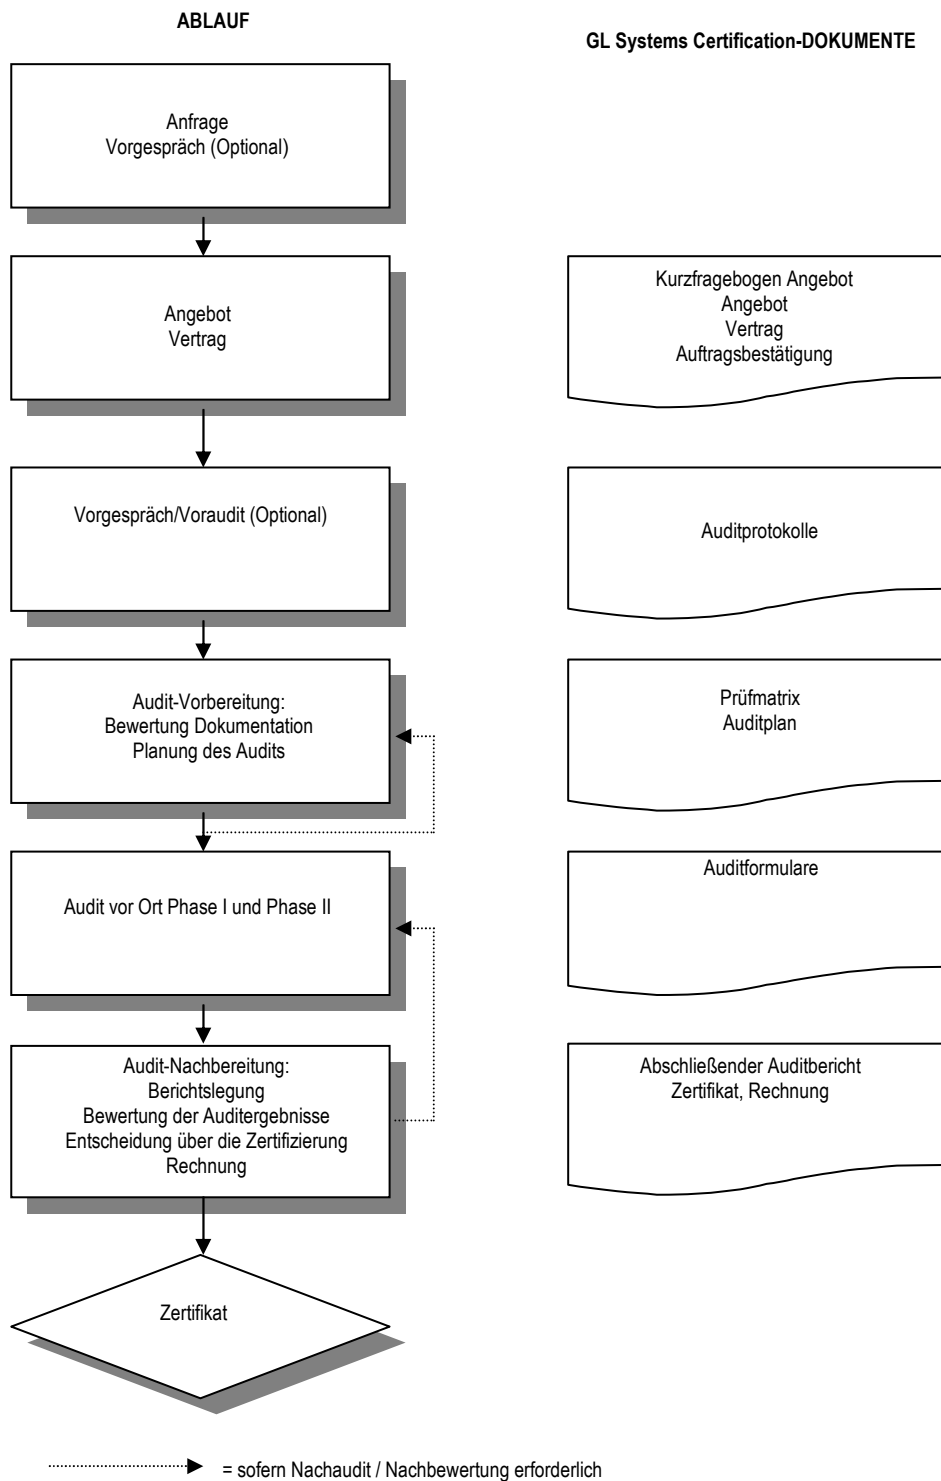 ABLAUF
GL Systems Certification-DOKUMENTE
Anfrage
Vorgespräch (Optional)
Angebot
Vertrag
Kurzfragebogen Angebot
Angebot
Vertrag
Auftragsbestätigung
Vorgespräch/Voraudit (Optional)
Auditprotokolle
Audit-Vorbereitung:
Bewertung Dokumentation
Planung des Audits
Prüfmatrix
Auditplan
Audit vor Ort Phase I und Phase II
Auditformulare
Audit-Nachbereitung:
Berichtslegung
Bewertung der Auditergebnisse
Entscheidung über die Zertifizierung
Rechnung
Abschließender Auditbericht
Zertifikat, Rechnung
Zertifikat
= sofern Nachaudit / Nachbewertung erforderlich